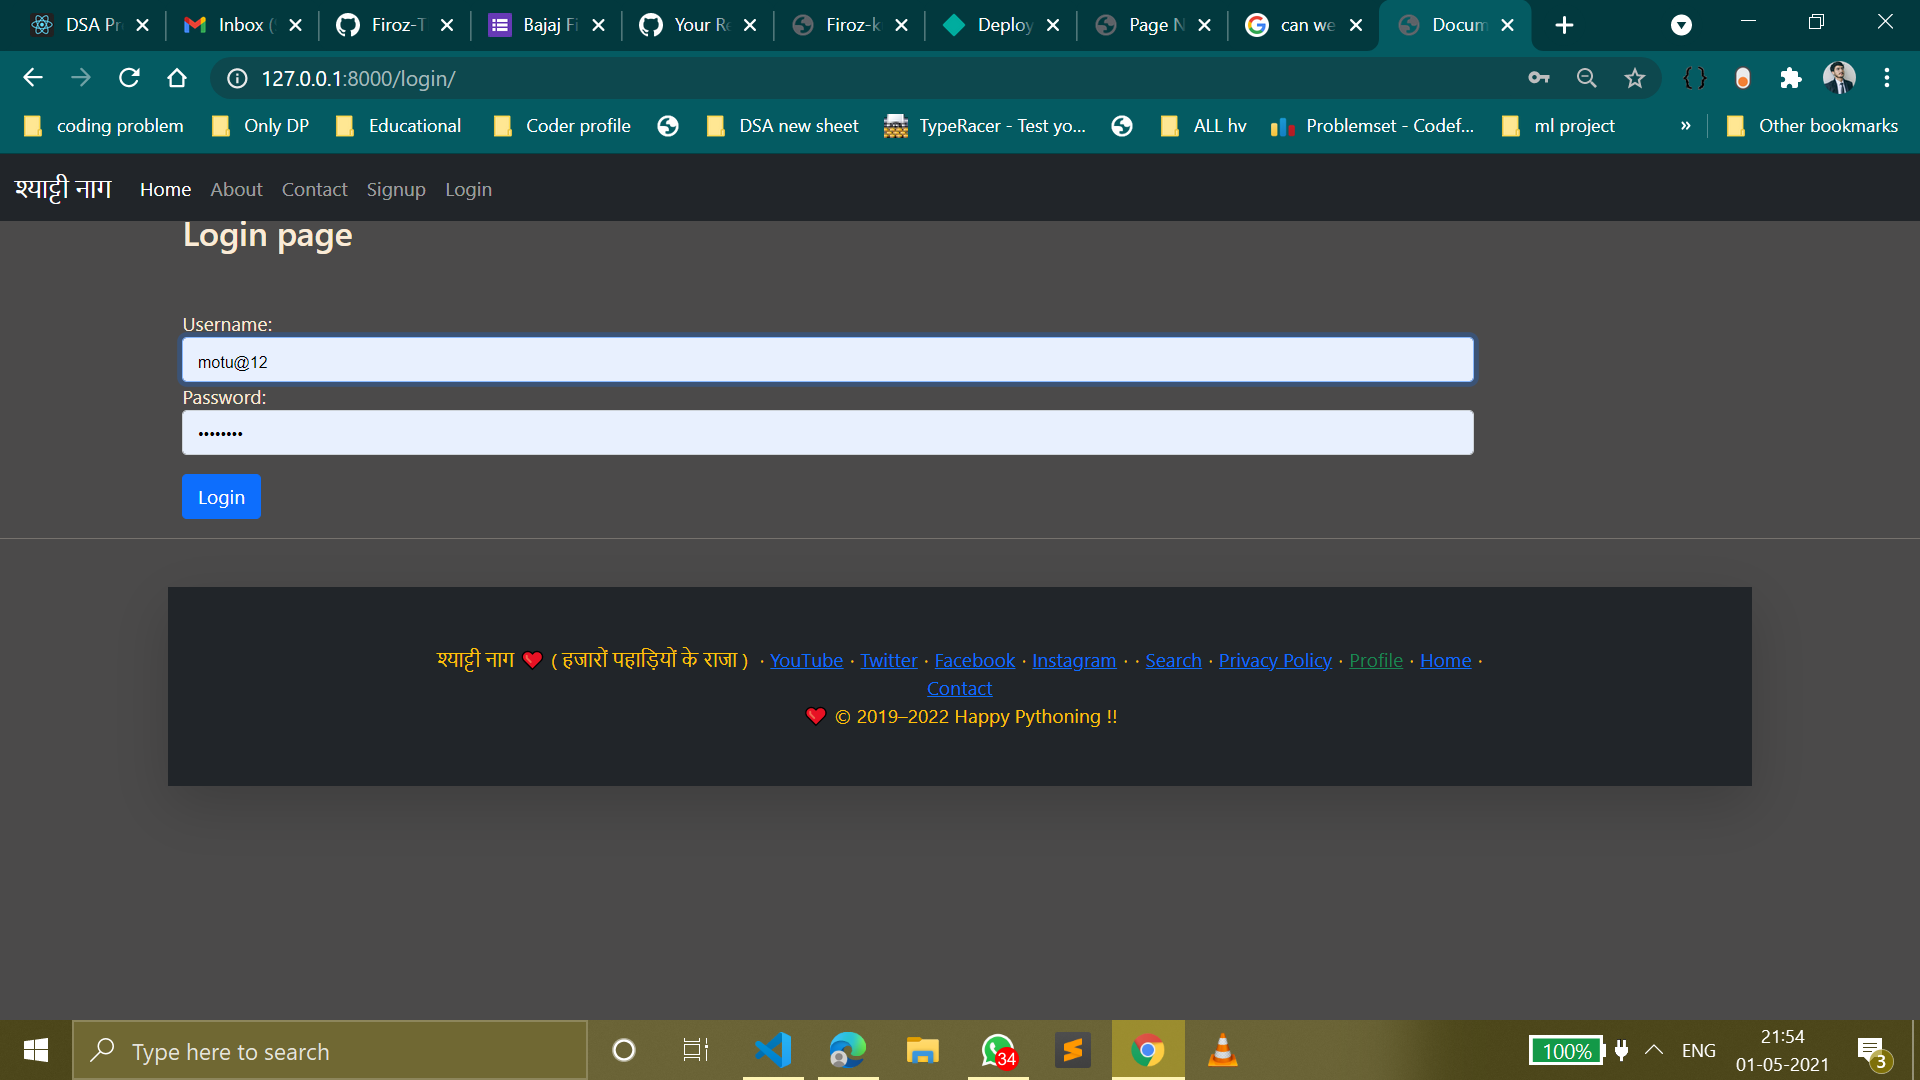 DSA Pr Inbox ( Firoz-T Bajaj Fi Your Re Firoz-k Deploy Page N can we Docum
127.0.0.1:8000/login/
coding problem Only DP Educational Coder profile DSA new sheet TypeRacer - Test yo... ALL hv Problemset - Codef... ml project » Other bookmarks
श्याट्टी नाग Home About Contact Signup Login
Login page
Username:
motu@12
Password:
••••••••
Login
श्याट्टी नाग ❤ ( हजारों पहाड़ियों के राजा ) · YouTube · Twitter · Facebook · Instagram · · Search · Privacy Policy · Profile · Home ·
Contact
❤ © 2019–2022 Happy Pythoning !!
Type here to search
34
100%
ENG
21:54
01-05-2021
3